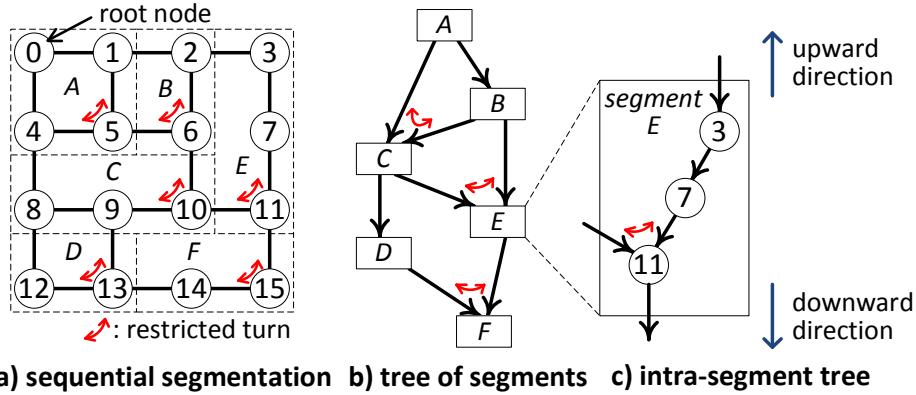 root node
0 1 2 3
A B
4 5 6 7
C E
8 9 10 11
D F
12 13 14 15
: restricted turn
a) sequential segmentation
A
B
C
E
D
F
b) tree of segments
segment
E
3
7
11
c) intra-segment tree
upward
direction
downward
direction